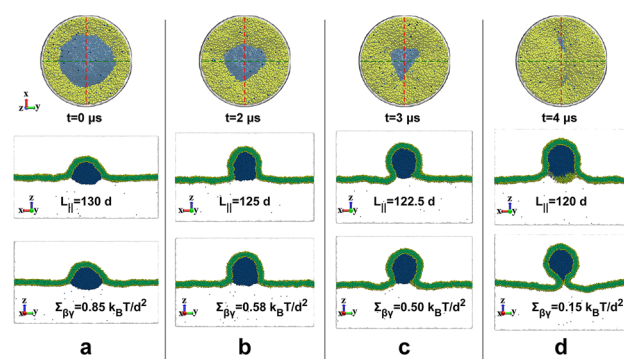 x
z y
t=0 μs
t=2 μs
t=3 μs
t=4 μs
z
x y
L||=130 d
z
x y
L||=125 d
z
x y
L||=122.5 d
z
x y
L||=120 d
z
x y
Σβγ=0.85 kBT/d²
z
x y
Σβγ=0.58 kBT/d²
z
x y
Σβγ=0.50 kBT/d²
z
x y
Σβγ=0.15 kBT/d²
a
b
c
d